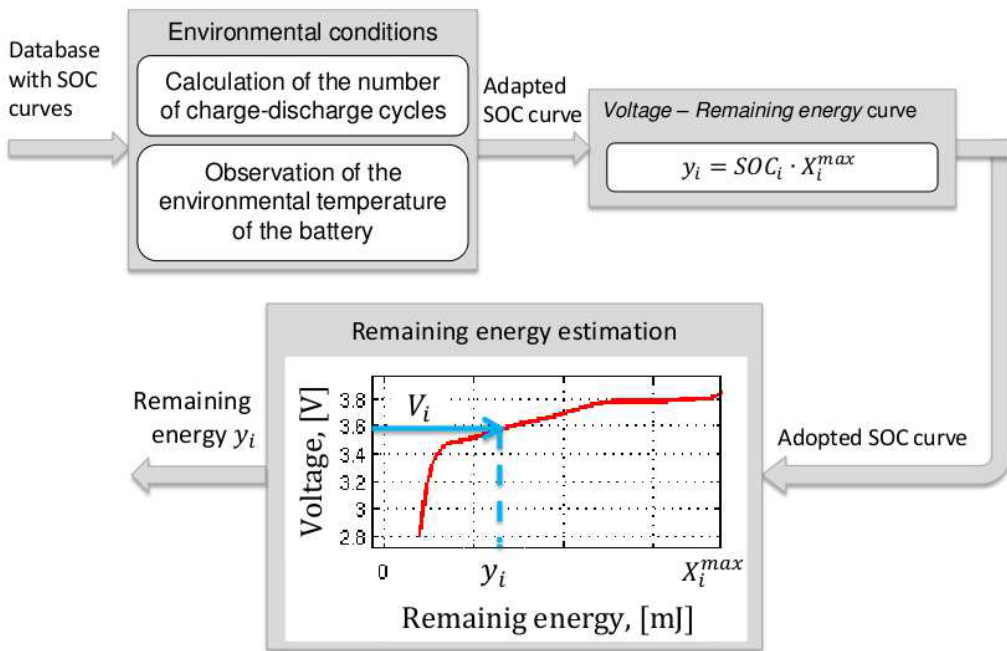 Database
with SOC
curves
Environmental conditions
Calculation of the number
of charge-discharge cycles
Observation of the
environmental temperature
of the battery
Adapted
SOC curve
Voltage – Remaining energy curve
$y_i = SOC_i \cdot X_i^{max}$
Adopted SOC curve
Remaining energy estimation
Voltage, [V]
3.8
3.6
3.4
3.2
3
2.8
$V_i$
0
$y_i$
$X_i^{max}$
Remainig energy, [mJ]
Remaining
energy $y_i$